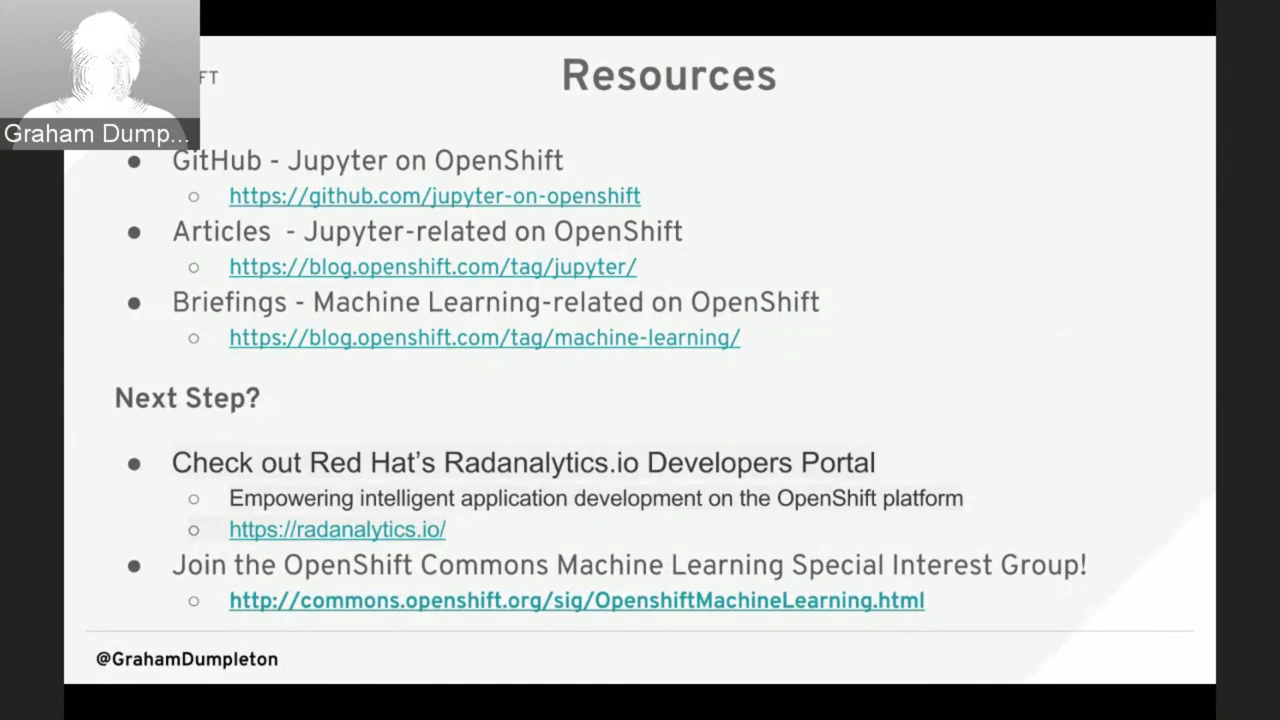 FT
Resources
Graham Dump...
● GitHub - Jupyter on OpenShift
○ https://github.com/jupyter-on-openshift
● Articles - Jupyter-related on OpenShift
○ https://blog.openshift.com/tag/jupyter/
● Briefings - Machine Learning-related on OpenShift
○ https://blog.openshift.com/tag/machine-learning/
Next Step?
● Check out Red Hat’s Radanalytics.io Developers Portal
○ Empowering intelligent application development on the OpenShift platform
○ https://radanalytics.io/
● Join the OpenShift Commons Machine Learning Special Interest Group!
○ http://commons.openshift.org/sig/OpenshiftMachineLearning.html
@GrahamDumpleton